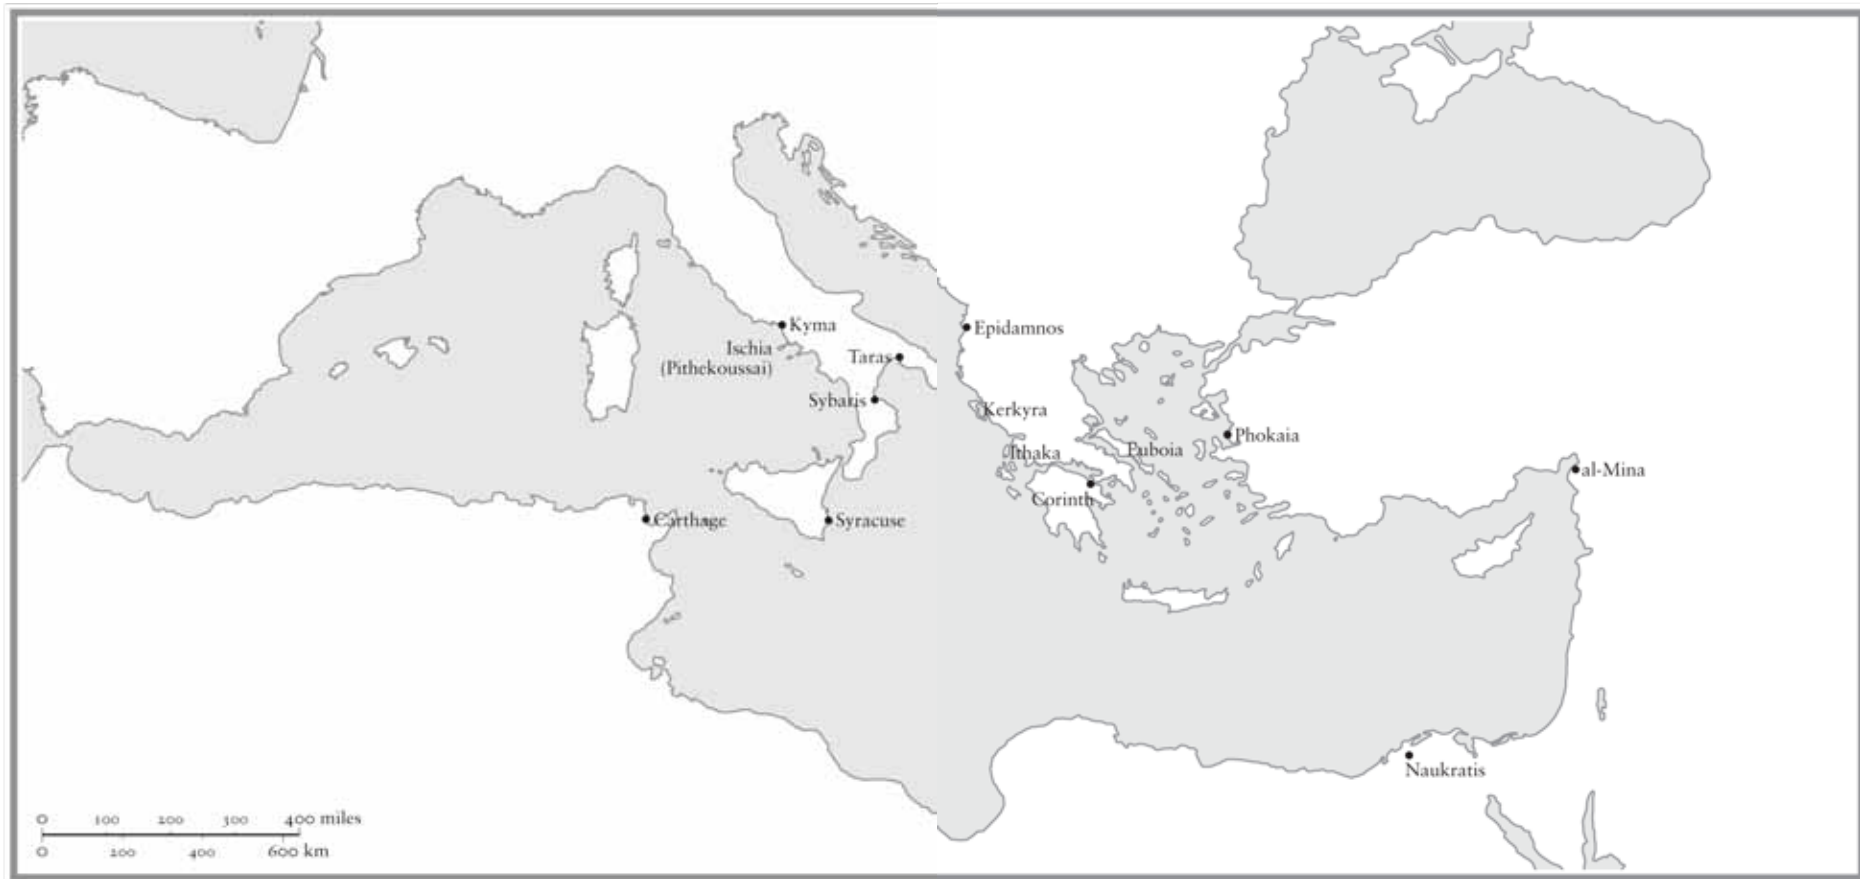 Kyma
Ischia
(Pithekoussai)
Taras
Sybaris
Epidamnos
Kerkyra
Ithaka
Euboia
Phokaia
Corinth
al-Mina
Carthage
Syracuse
Naukratis
0 100 200 300 400 miles
0 200 400 600 km